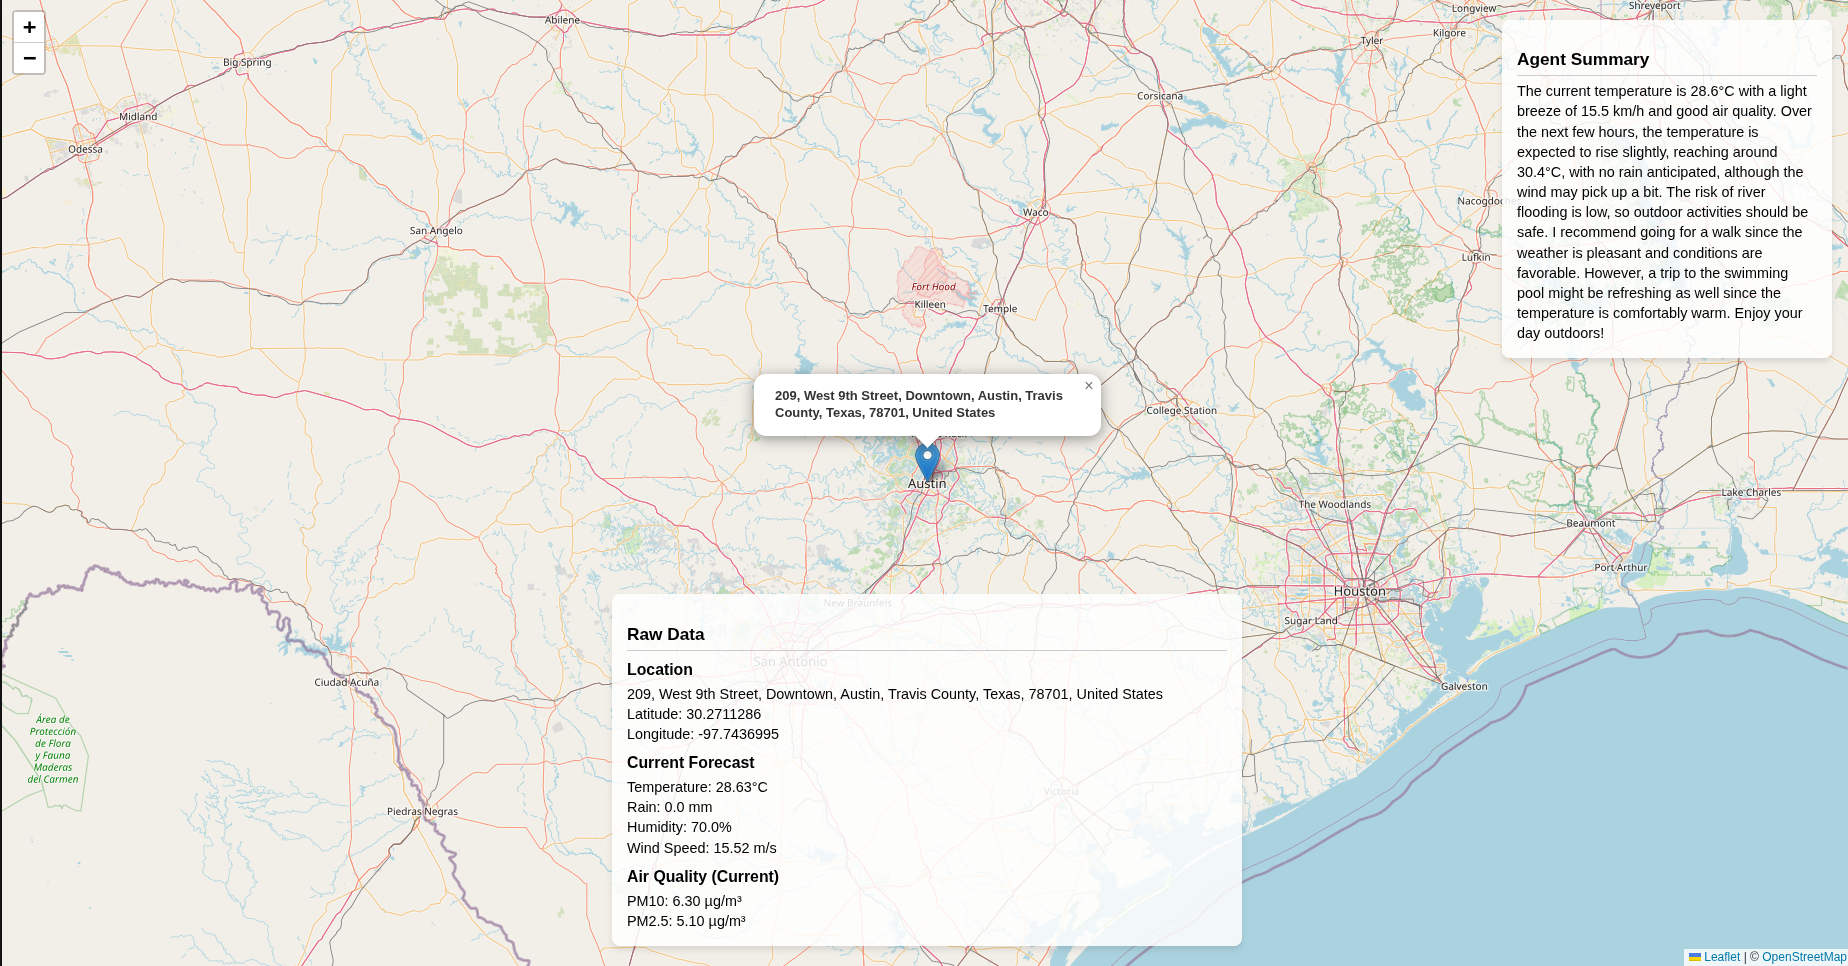 +
−
Abilene
Big Spring
Midland
Odessa
San Angelo
Longview
Shreveport
Tyler
Kilgore
Corsicana
Waco
Lufkin
Fort Hood
Killeen
Temple
College Station
Austin
The Woodlands
Lake Charles
Beaumont
Port Arthur
Houston
Sugar Land
Galveston
New Braunfels
San Antonio
Victoria
Ciudad Acuña
Piedras Negras
Área de
Protección
de Flora
y Fauna
Maderas
del Carmen
209, West 9th Street, Downtown, Austin, Travis
County, Texas, 78701, United States
×
Agent Summary
The current temperature is 28.6°C with a light
breeze of 15.5 km/h and good air quality. Over
the next few hours, the temperature is
expected to rise slightly, reaching around
30.4°C, with no rain anticipated, although the
wind may pick up a bit. The risk of river
flooding is low, so outdoor activities should be
safe. I recommend going for a walk since the
weather is pleasant and conditions are
favorable. However, a trip to the swimming
pool might be refreshing as well since the
temperature is comfortably warm. Enjoy your
day outdoors!
Raw Data
Location
209, West 9th Street, Downtown, Austin, Travis County, Texas, 78701, United States
Latitude: 30.2711286
Longitude: -97.7436995
Current Forecast
Temperature: 28.63°C
Rain: 0.0 mm
Humidity: 70.0%
Wind Speed: 15.52 m/s
Air Quality (Current)
PM10: 6.30 µg/m³
PM2.5: 5.10 µg/m³
Leaflet | © OpenStreetMap